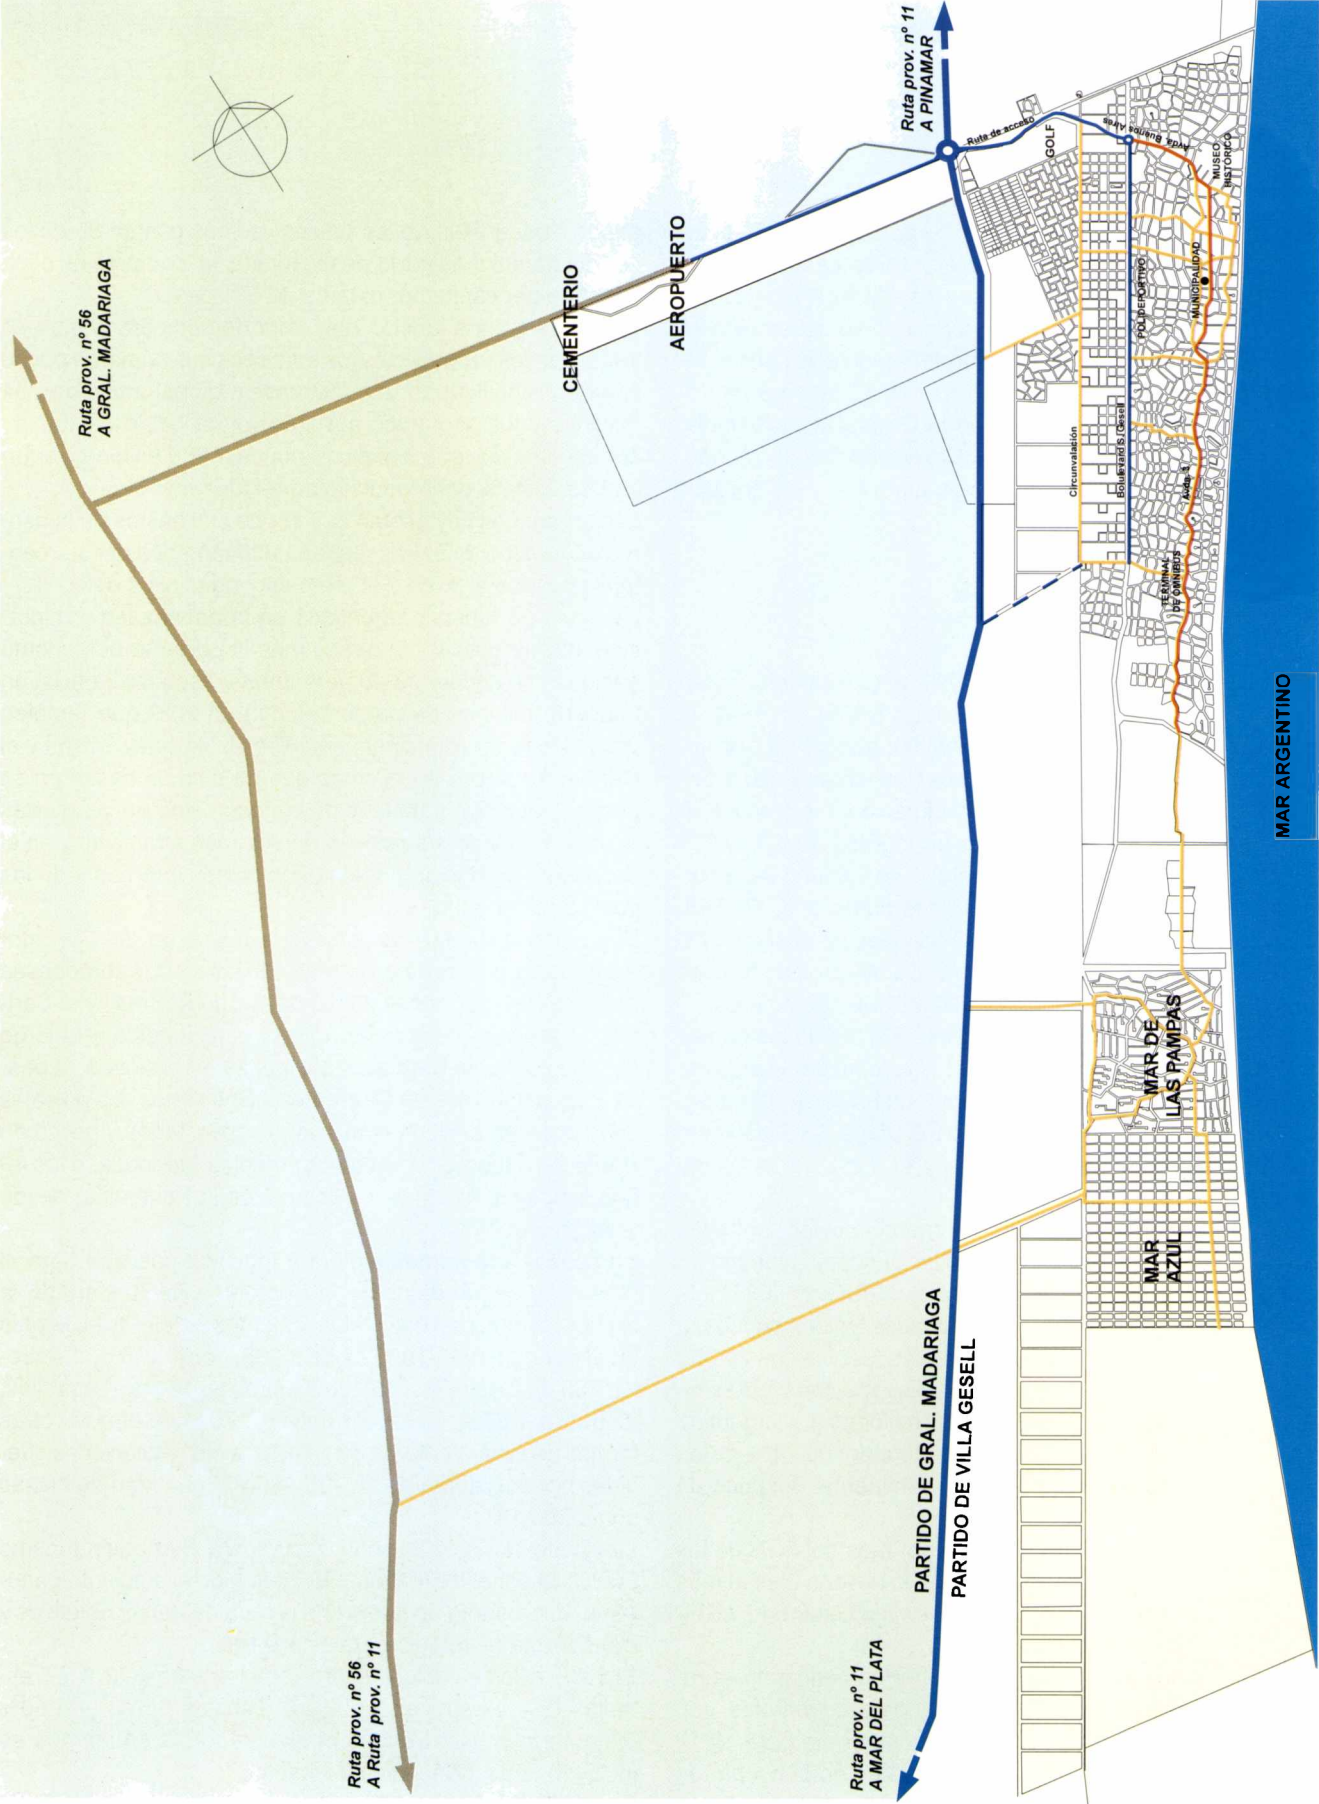 Ruta prov. nº 11
A PINAMAR
Ruta de acceso
GOLF
Avda. Buenos Aires
MUSEO
HISTÓRICO
Ruta prov. nº 56
A GRAL. MADARIAGA
CEMENTERIO
AEROPUERTO
POLIDEPORTIVO
MUNICIPALIDAD
Circunvalación
Boulevard S. Gesell
Avda. 3
TERMINAL
DE OMNIBUS
MAR ARGENTINO
MAR DE
LAS PAMPAS
MAR
AZUL
PARTIDO DE GRAL. MADARIAGA
PARTIDO DE VILLA GESELL
Ruta prov. nº 56
A Ruta prov. nº 11
Ruta prov. nº 11
A MAR DEL PLATA